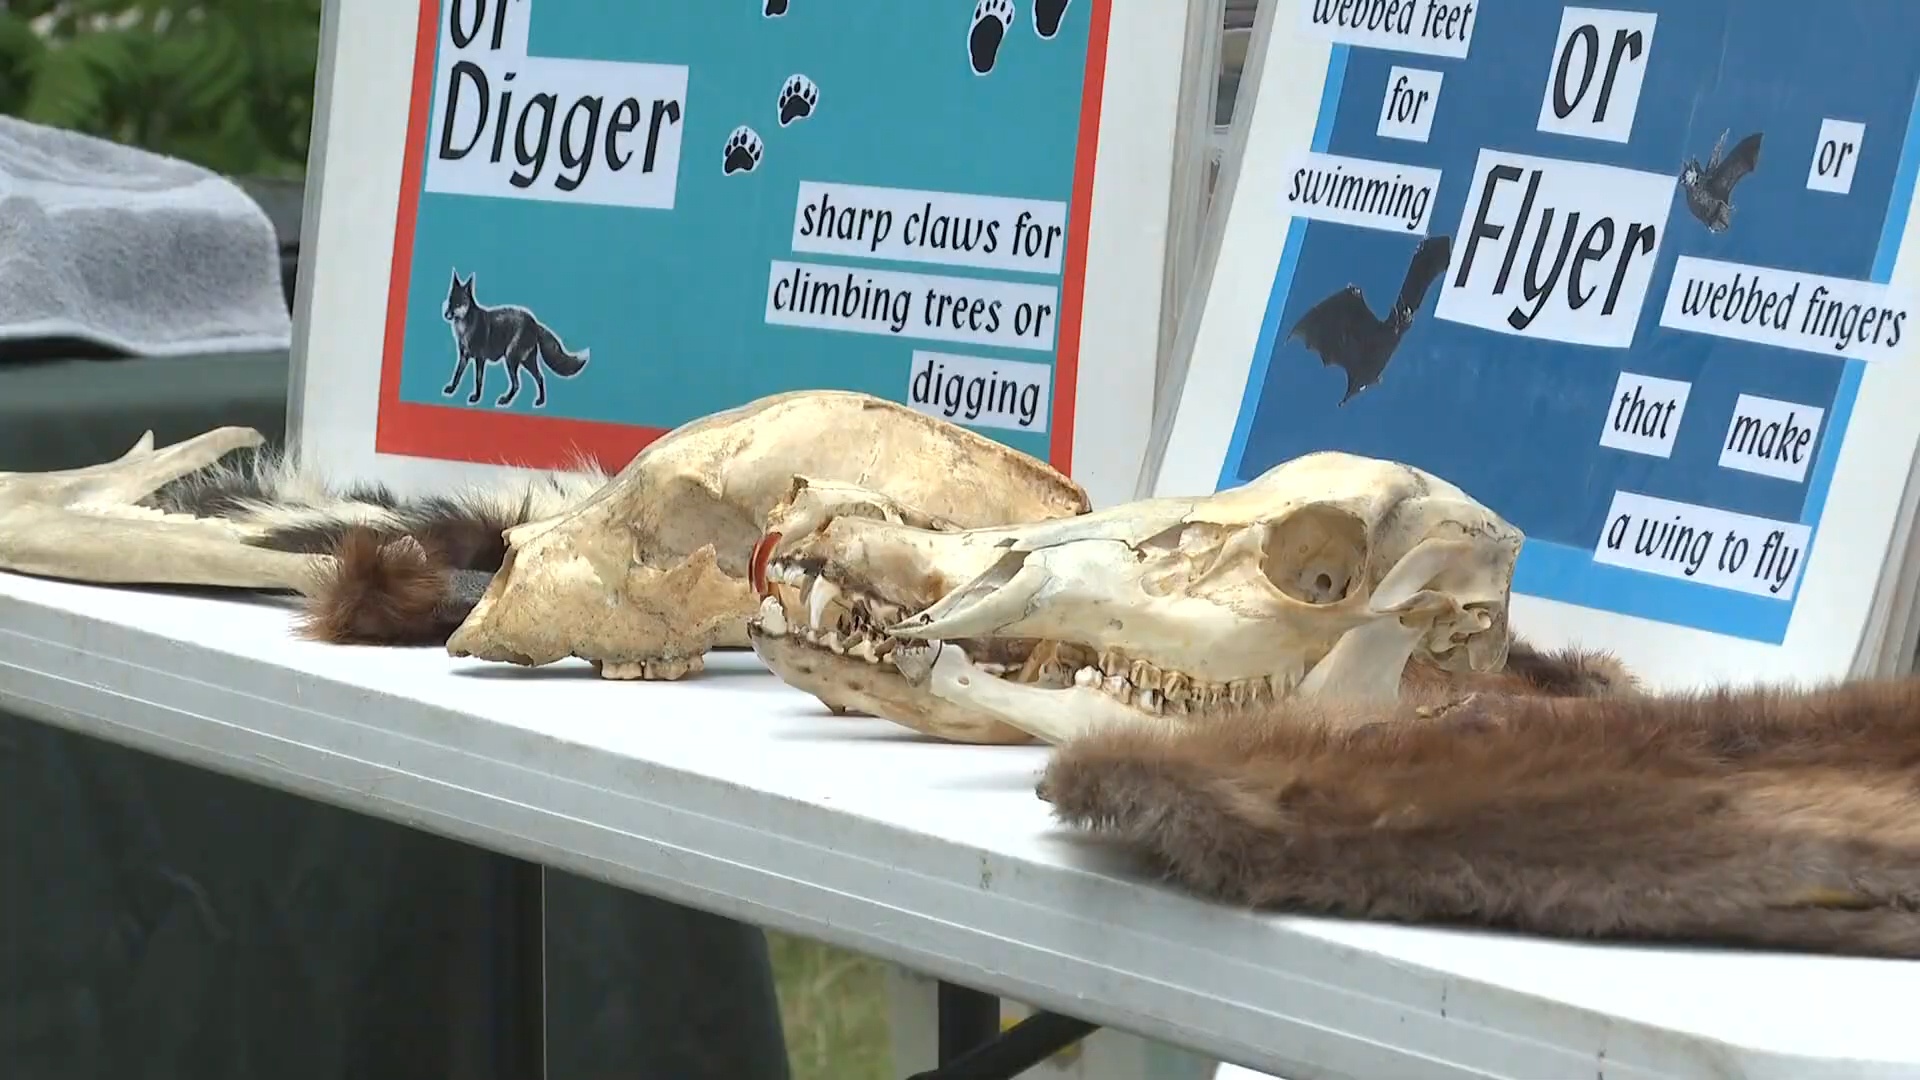 or
Digger
sharp claws for
climbing trees or
digging
webbed feet
for
swimming
or
Flyer
or
webbed fingers
that make
a wing to fly